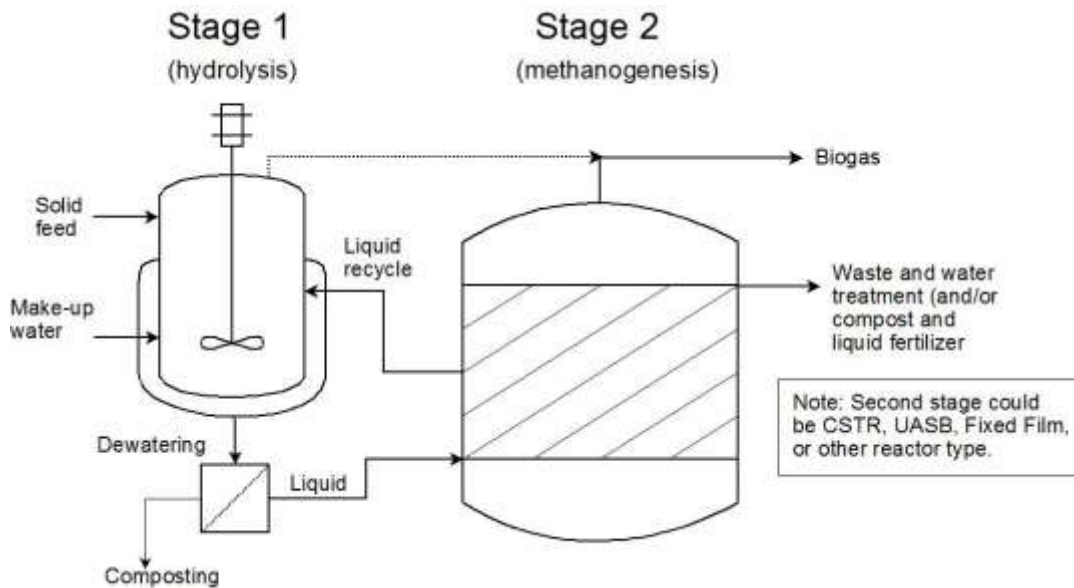 Stage 1
(hydrolysis)
Stage 2
(methanogenesis)
Biogas
Solid
feed
Liquid
recycle
Waste and water
treatment (and/or
compost and
liquid fertilizer
Make-up
water
Note: Second stage could
be CSTR, UASB, Fixed Film,
or other reactor type.
Dewatering
Liquid
Composting